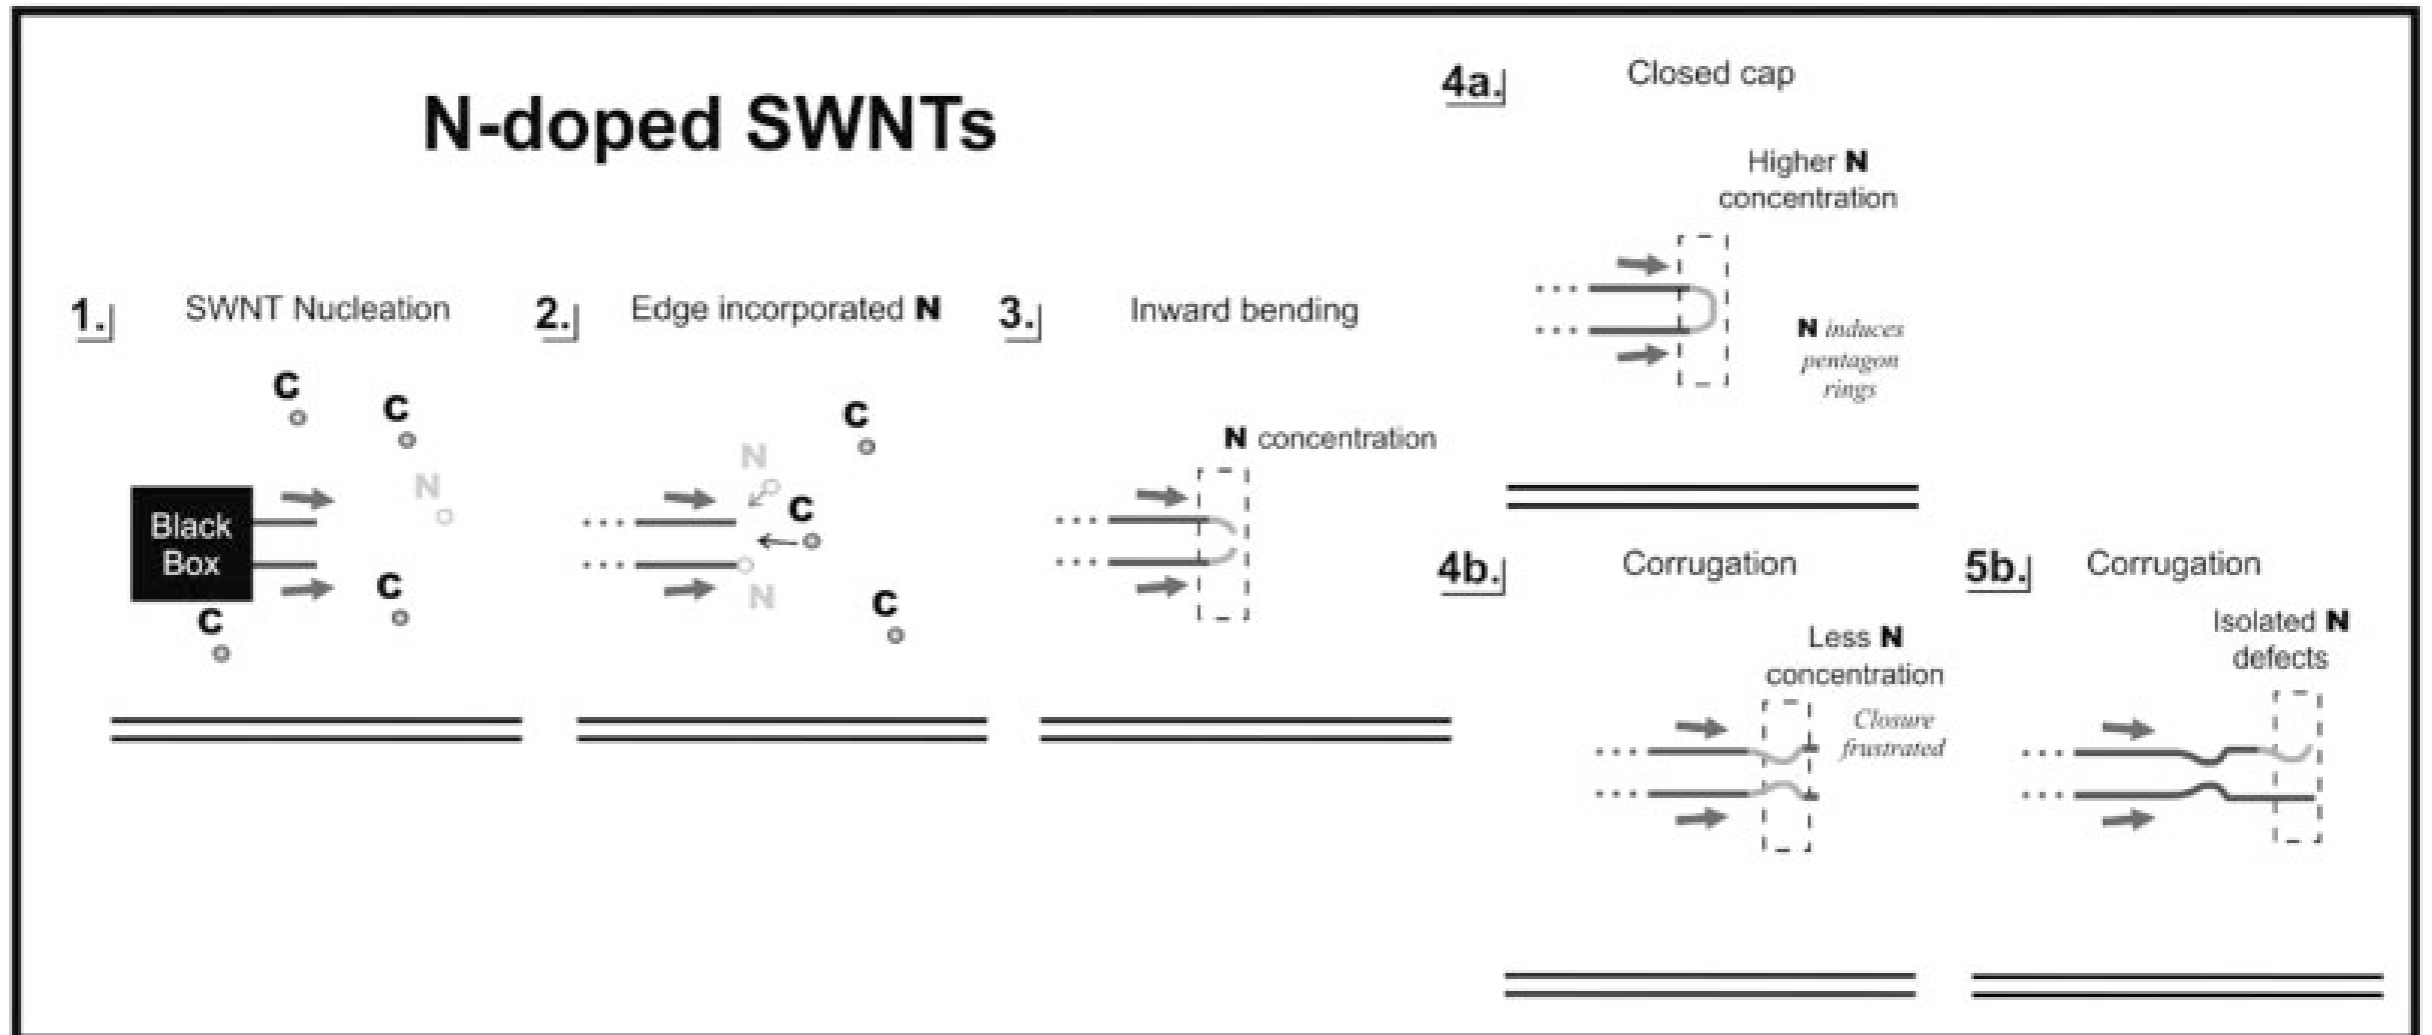 N-doped SWNTs
1. SWNT Nucleation
C
C
N
Black
Box
C
C
2. Edge incorporated N
C
N
C
N
C
3. Inward bending
N concentration
4a. Closed cap
Higher N
concentration
N induces
pentagon
rings
4b. Corrugation
Less N
concentration
Closure
frustrated
5b. Corrugation
Isolated N
defects